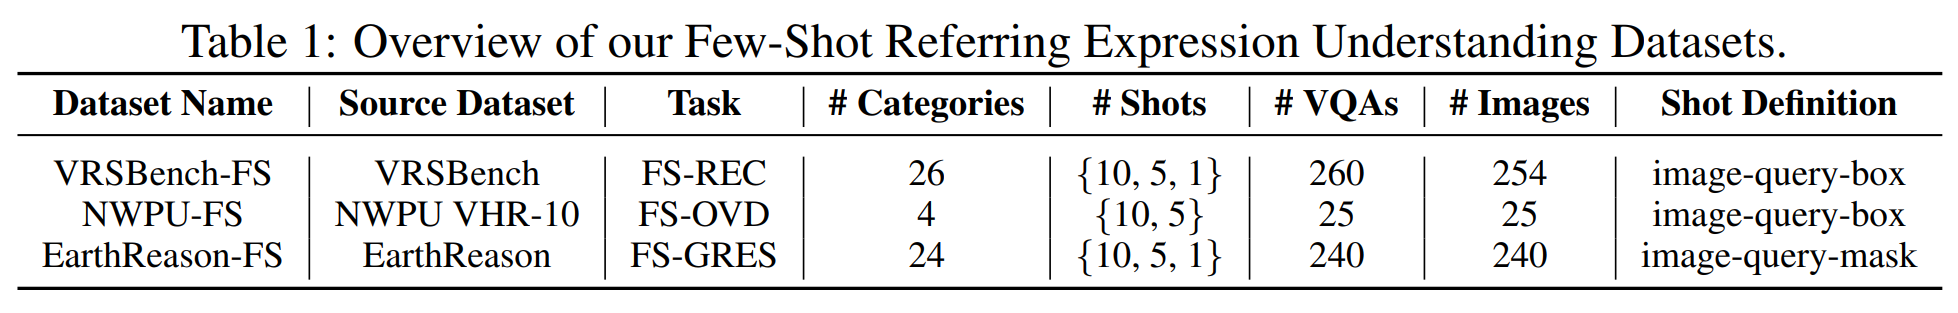 Table 1: Overview of our Few-Shot Referring Expression Understanding Datasets.
Dataset Name | Source Dataset | Task | # Categories | # Shots | # VQAs | # Images | Shot Definition
VRSBench-FS | VRSBench | FS-REC | 26 | {10, 5, 1} | 260 | 254 | image-query-box
NWPU-FS | NWPU VHR-10 | FS-OVD | 4 | {10, 5} | 25 | 25 | image-query-box
EarthReason-FS | EarthReason | FS-GRES | 24 | {10, 5, 1} | 240 | 240 | image-query-mask